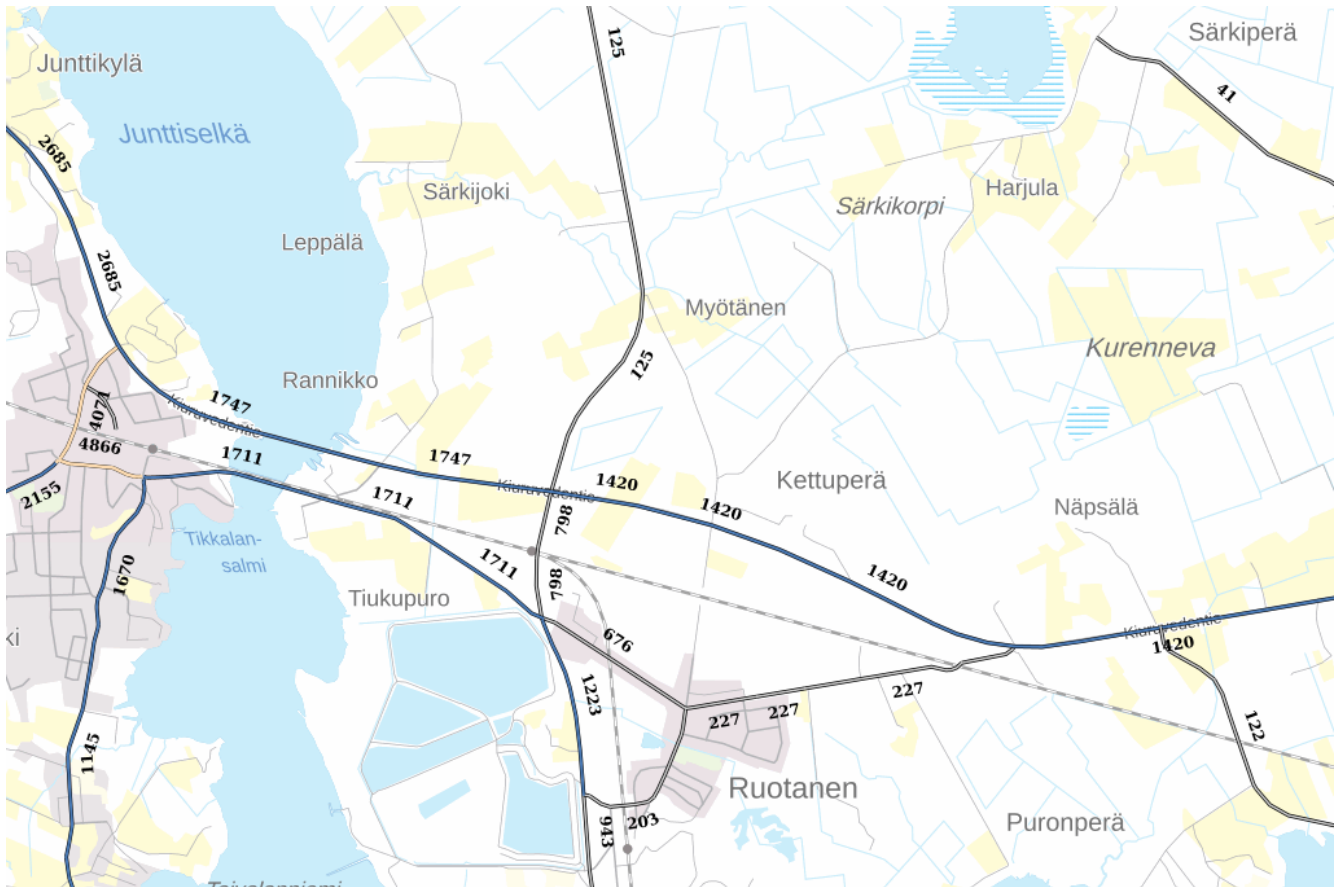 125
Särkiperä
Junttikylä
41
Junttiselkä
2685
Särkijoki
Harjula
Särkikorpi
Leppälä
2685
Myötänen
Kurenneva
125
Rannikko
4071
1747
Kiuruvedentie
4866
1711
1747
Kettuperä
2155
1711
Kiuruvedentie
1420
1420
Näpsälä
798
Tikkalan-
salmi
1711
1670
798
1420
Tiukupuro
ki
676
Kiuruvedentie
1420
1223
227
227
227
122
1145
Ruotanen
943
203
Puronperä